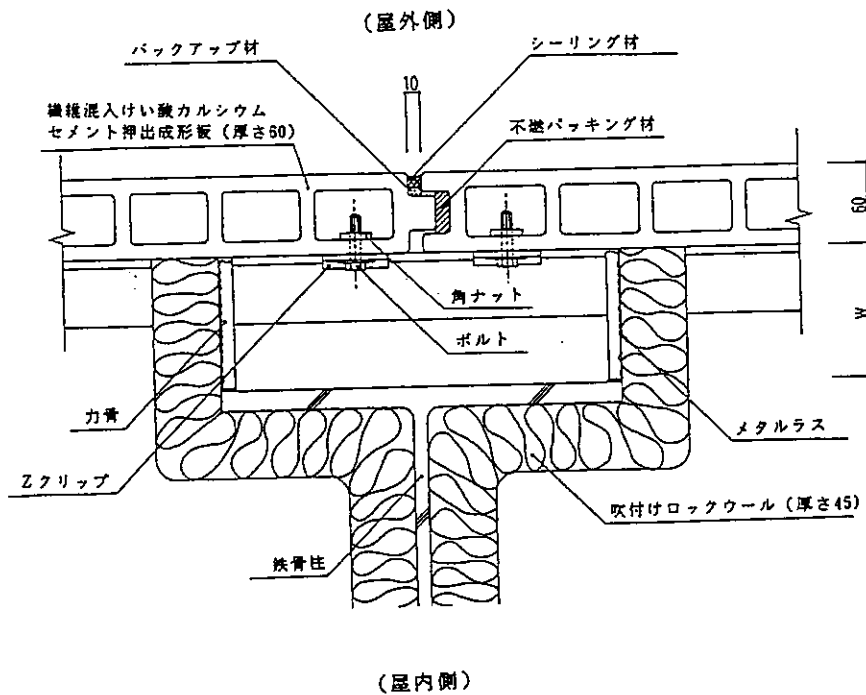 (屋外側)
バックアップ材
シーリング材
10
繊維混入けい酸カルシウム
セメント押出成形板 (厚さ60)
不燃パッキング材
60
角ナット
W
ボルト
力骨
メタルラス
Zクリップ
吹付けロックウール (厚さ45)
鉄骨柱
(屋内側)